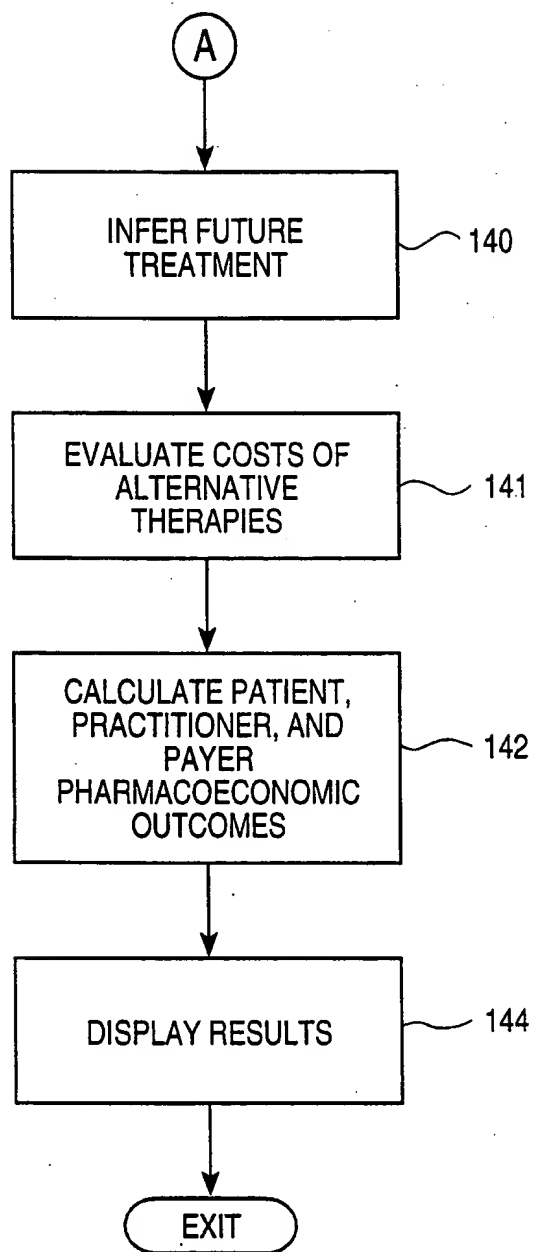 A
INFER FUTURE
TREATMENT
140
EVALUATE COSTS OF
ALTERNATIVE
THERAPIES
141
CALCULATE PATIENT,
PRACTITIONER, AND
PAYER
PHARMACOECONOMIC
OUTCOMES
142
DISPLAY RESULTS
144
EXIT